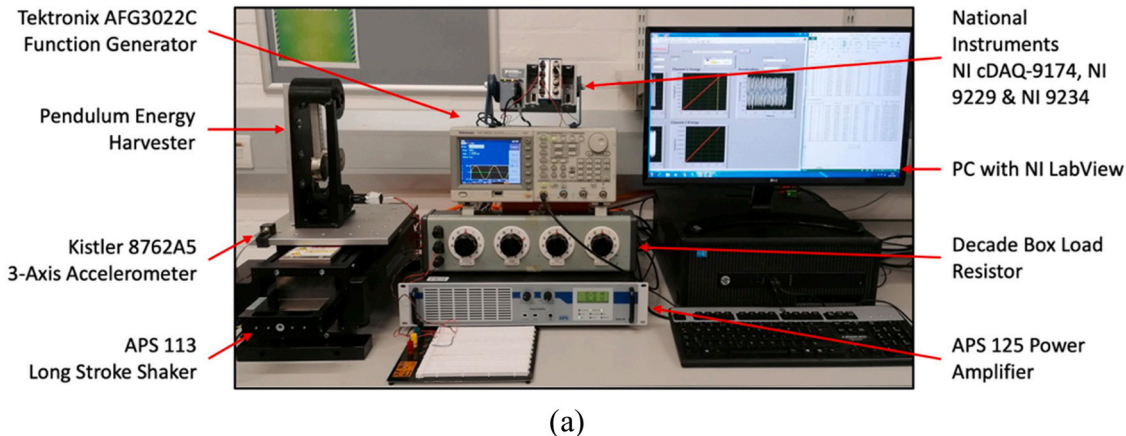 Tektronix AFG3022C
Function Generator
Pendulum Energy
Harvester
Kistler 8762A5
3-Axis Accelerometer
APS 113
Long Stroke Shaker
National
Instruments
NI cDAQ-9174, NI
9229 & NI 9234
PC with NI LabView
Decade Box Load
Resistor
APS 125 Power
Amplifier
Tektronix
LG
(a)